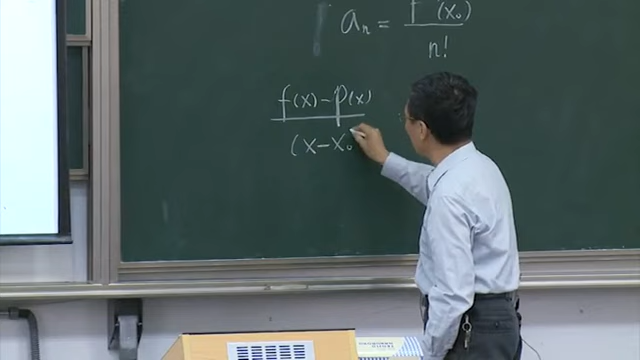 aₙ = f (x₀) / n!
f(x) – p(x)
(x – x₀